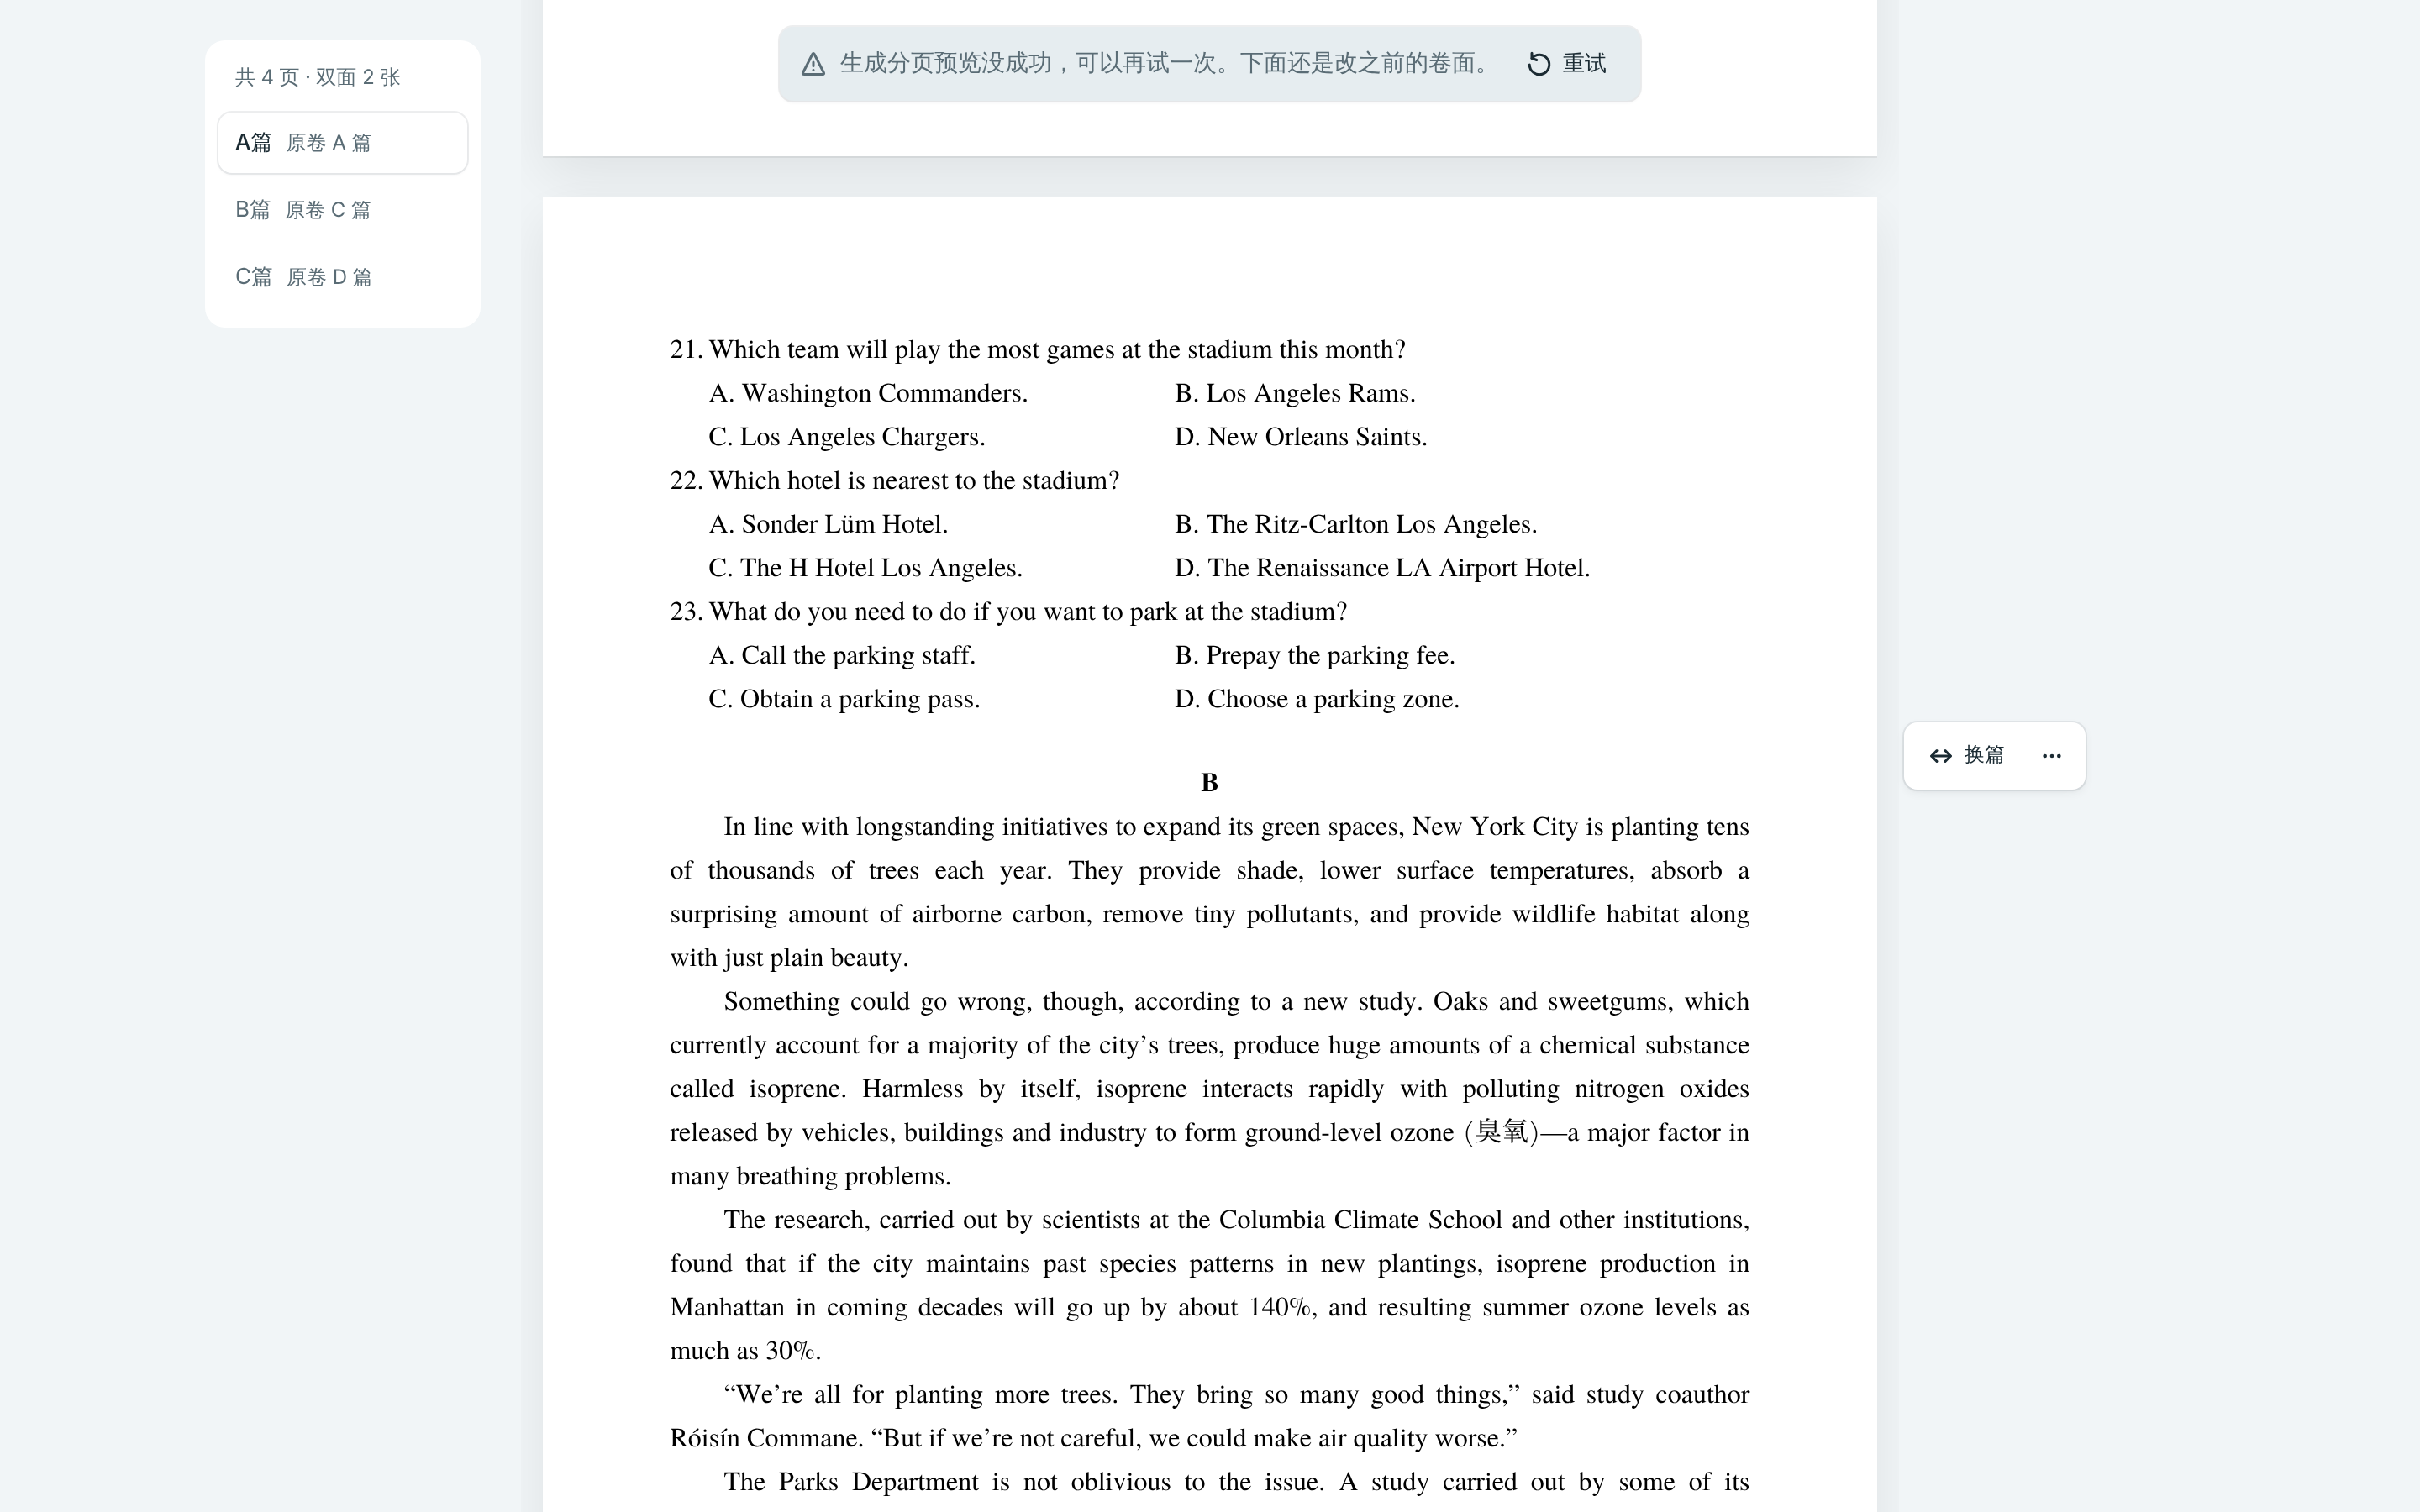 共 4 页 · 双面 2 张
A篇 原卷 A 篇
B篇 原卷 C 篇
C篇 原卷 D 篇
生成分页预览没成功，可以再试一次。下面还是改之前的卷面。 重试
21. Which team will play the most games at the stadium this month?
A. Washington Commanders. B. Los Angeles Rams.
C. Los Angeles Chargers. D. New Orleans Saints.
22. Which hotel is nearest to the stadium?
A. Sonder Lüm Hotel. B. The Ritz-Carlton Los Angeles.
C. The H Hotel Los Angeles. D. The Renaissance LA Airport Hotel.
23. What do you need to do if you want to park at the stadium?
A. Call the parking staff. B. Prepay the parking fee.
C. Obtain a parking pass. D. Choose a parking zone.
换篇 ···
B
In line with longstanding initiatives to expand its green spaces, New York City is planting tens
of thousands of trees each year. They provide shade, lower surface temperatures, absorb a
surprising amount of airborne carbon, remove tiny pollutants, and provide wildlife habitat along
with just plain beauty.
Something could go wrong, though, according to a new study. Oaks and sweetgums, which
currently account for a majority of the city’s trees, produce huge amounts of a chemical substance
called isoprene. Harmless by itself, isoprene interacts rapidly with polluting nitrogen oxides
released by vehicles, buildings and industry to form ground-level ozone (臭氧)—a major factor in
many breathing problems.
The research, carried out by scientists at the Columbia Climate School and other institutions,
found that if the city maintains past species patterns in new plantings, isoprene production in
Manhattan in coming decades will go up by about 140%, and resulting summer ozone levels as
much as 30%.
“We’re all for planting more trees. They bring so many good things,” said study coauthor
Róisín Commane. “But if we’re not careful, we could make air quality worse.”
The Parks Department is not oblivious to the issue. A study carried out by some of its